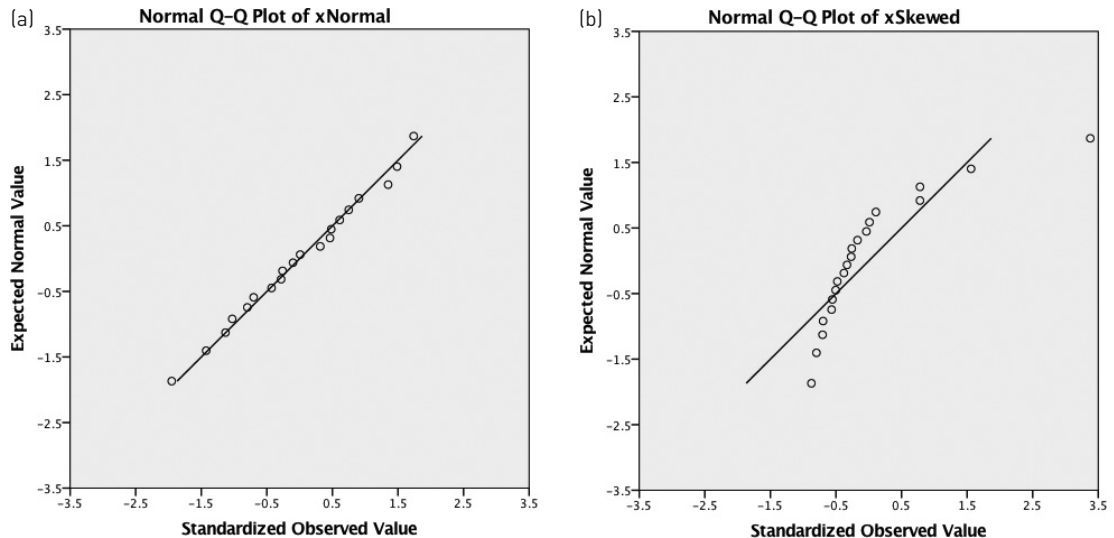 (a)
Normal Q–Q Plot of xNormal
3.5
2.5
1.5
0.5
−0.5
−1.5
−2.5
−3.5
Expected Normal Value
−3.5 −2.5 −1.5 −0.5 0.5 1.5 2.5 3.5
Standardized Observed Value
(b)
Normal Q–Q Plot of xSkewed
3.5
2.5
1.5
0.5
−0.5
−1.5
−2.5
−3.5
Expected Normal Value
−3.5 −2.5 −1.5 −0.5 0.5 1.5 2.5 3.5
Standardized Observed Value